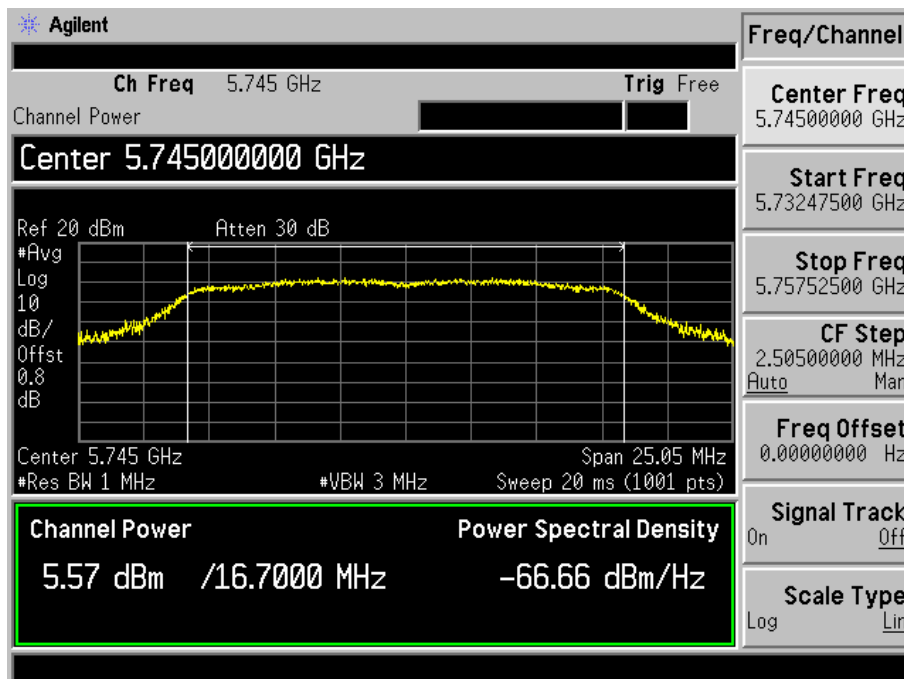 Agilent
Freq/Channel
Ch Freq 5.745 GHz Trig Free
Channel Power
Center 5.745000000 GHz
Ref 20 dBm Atten 30 dB
#Avg
Log
10
dB/
Offst
0.8
dB
Center 5.745 GHz Span 25.05 MHz
#Res BW 1 MHz #VBW 3 MHz Sweep 20 ms (1001 pts)
Channel Power Power Spectral Density
5.57 dBm /16.7000 MHz -66.66 dBm/Hz
Center Freq
5.74500000 GHz
Start Freq
5.73247500 GHz
Stop Freq
5.75752500 GHz
CF Step
2.50500000 MHz
Auto Man
Freq Offset
0.00000000 Hz
Signal Track
On Off
Scale Type
Log Lin